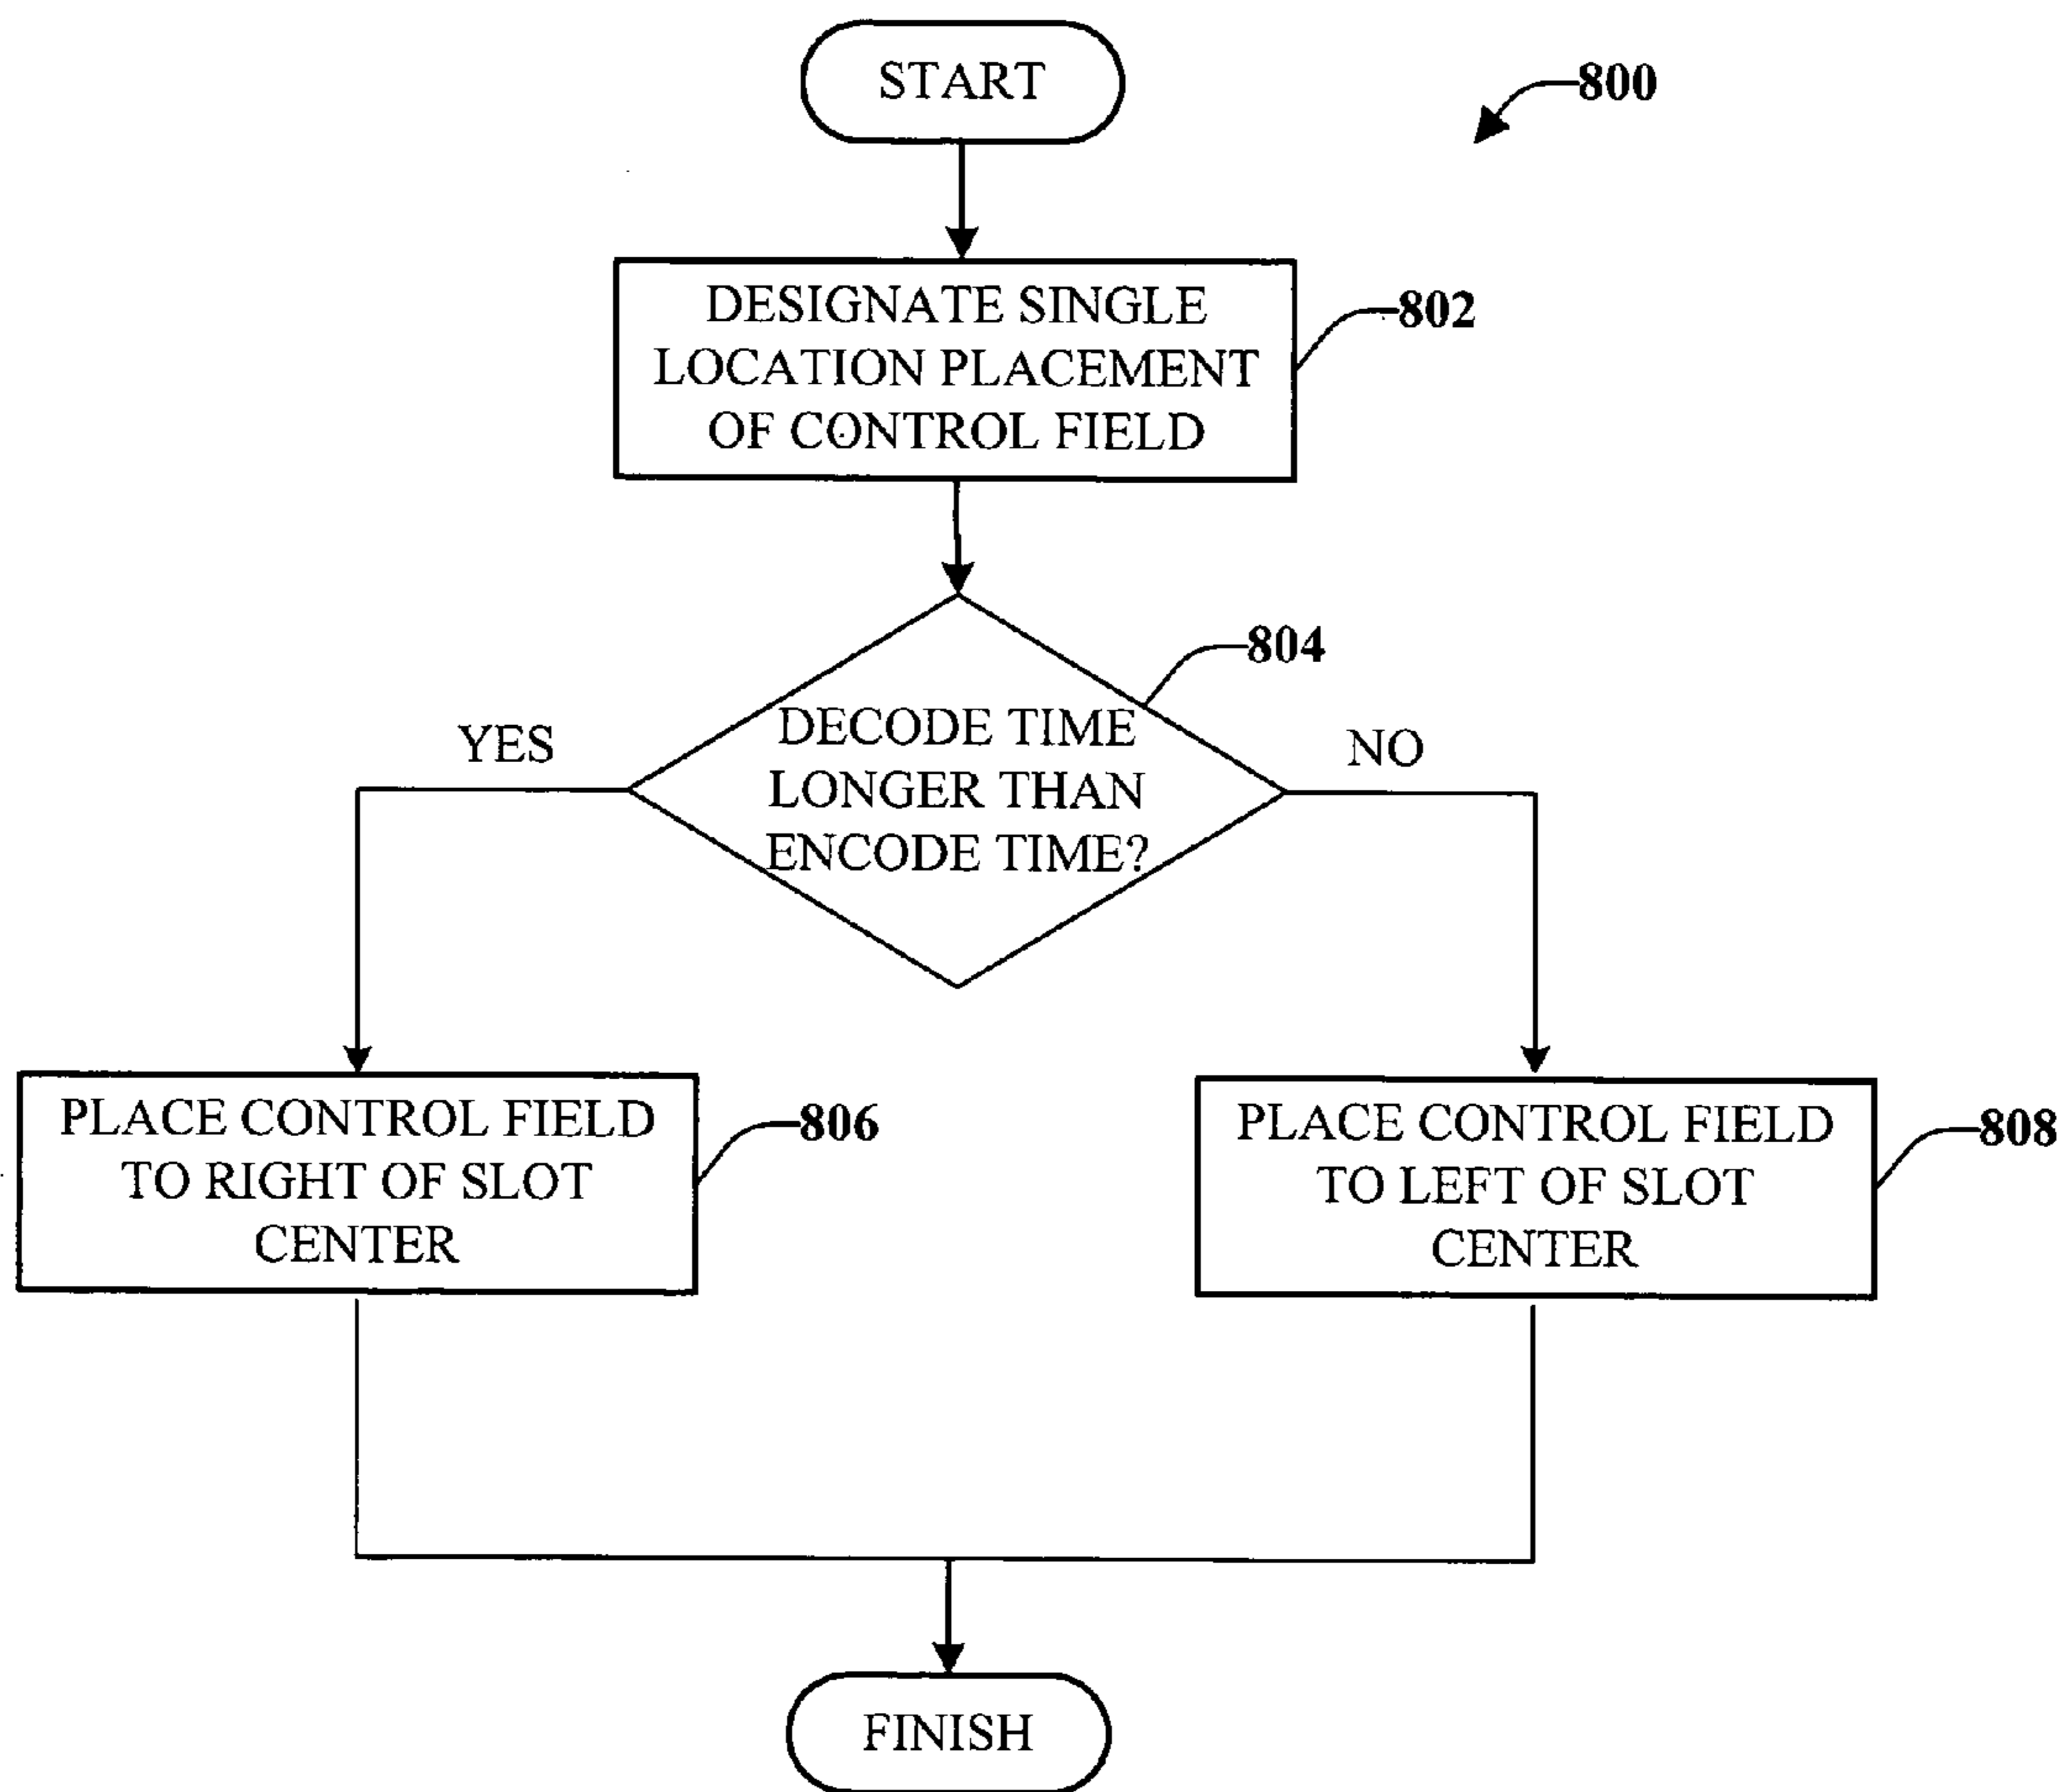 START
800
DESIGNATE SINGLE
LOCATION PLACEMENT
OF CONTROL FIELD
802
804
DECODE TIME
LONGER THAN
ENCODE TIME?
YES
NO
PLACE CONTROL FIELD
TO RIGHT OF SLOT
CENTER
806
PLACE CONTROL FIELD
TO LEFT OF SLOT
CENTER
808
FINISH